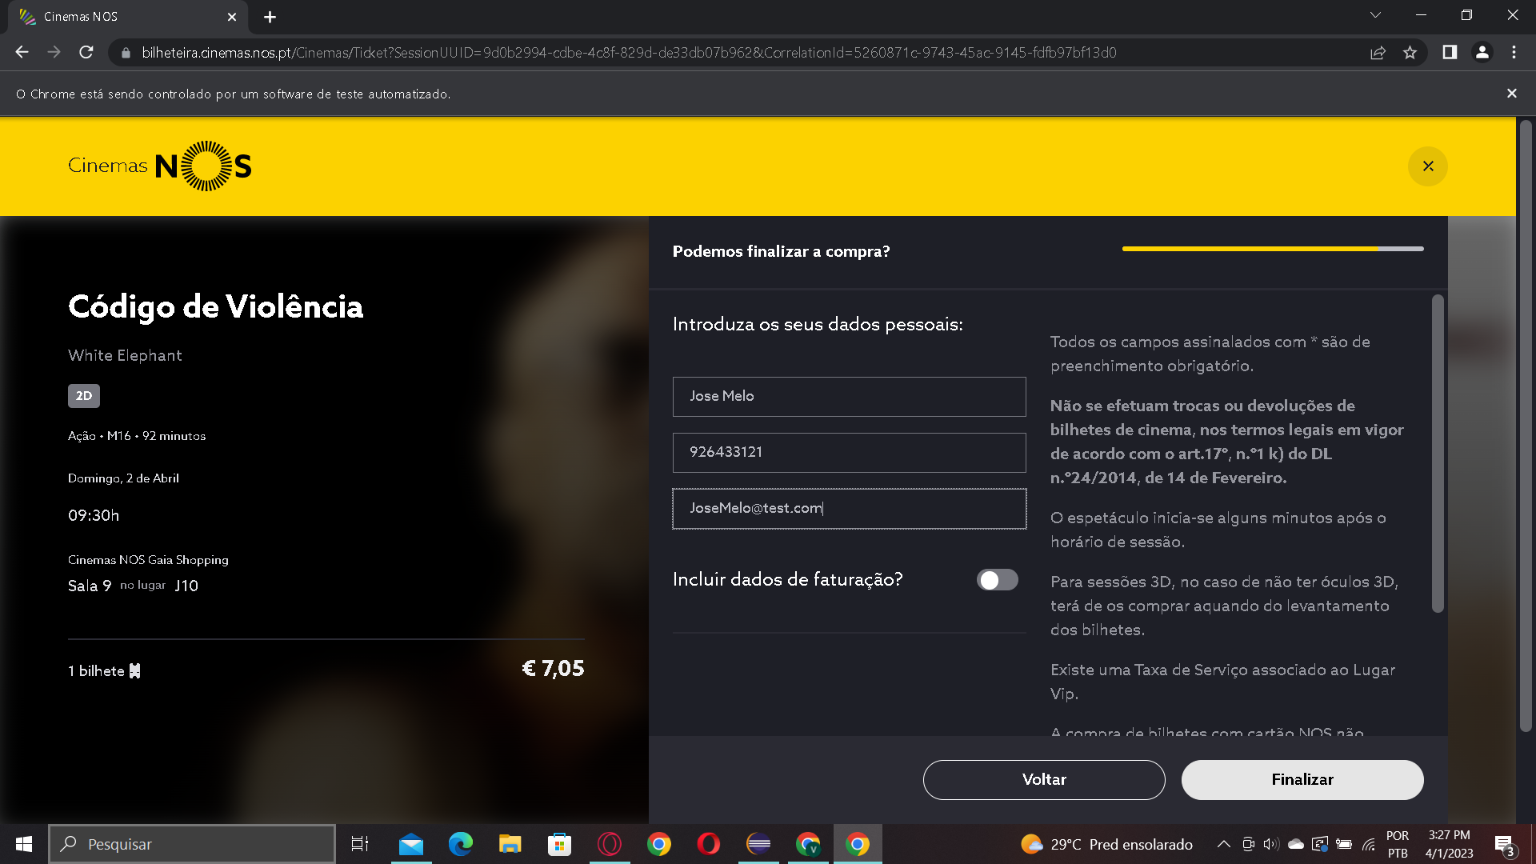 Cinemas NOS
bilheteira.cinemas.nos.pt/Cinemas/Ticket?SessionUUID=9d0b2994-cdbe-4c8f-829d-de33db07b962&CorrelationId=5260871c-9743-45ac-9145-fdfb97bf13d0
O Chrome está sendo controlado por um software de teste automatizado.
Cinemas NOS
Código de Violência
White Elephant
2D
Ação • M16 • 92 minutos
Domingo, 2 de Abril
09:30h
Cinemas NOS Gaia Shopping
Sala 9 no lugar J10
1 bilhete
€ 7,05
Podemos finalizar a compra?
Introduza os seus dados pessoais:
Jose Melo
926433121
JoseMelo@test.com
Incluir dados de faturação?
Todos os campos assinalados com * são de
preenchimento obrigatório.
Não se efetuam trocas ou devoluções de
bilhetes de cinema, nos termos legais em vigor
de acordo com o art.17º, n.º1 k) do DL
n.º24/2014, de 14 de Fevereiro.
O espetáculo inicia-se alguns minutos após o
horário de sessão.
Para sessões 3D, no caso de não ter óculos 3D,
terá de os comprar aquando do levantamento
dos bilhetes.
Existe uma Taxa de Serviço associado ao Lugar
Vip.
A compra de bilhetes com cartão NOS não
Voltar
Finalizar
Pesquisar
29°C Pred ensolarado
POR
PTB
3:27 PM
4/1/2023
3